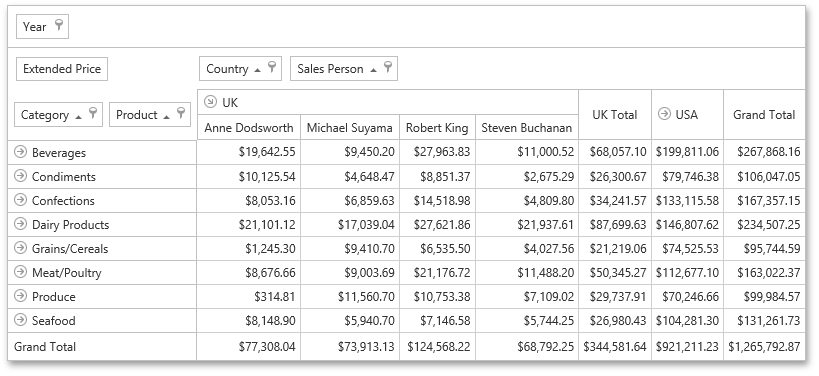 Year
Extended Price Country Sales Person
Category Product UK UK Total USA Grand Total
Anne Dodsworth Michael Suyama Robert King Steven Buchanan
Beverages $19,642.55 $9,450.20 $27,963.83 $11,000.52 $68,057.10 $199,811.06 $267,868.16
Condiments $10,125.54 $4,648.47 $8,851.37 $2,675.29 $26,300.67 $79,746.38 $106,047.05
Confections $8,053.16 $6,859.63 $14,518.98 $4,809.80 $34,241.57 $133,115.58 $167,357.15
Dairy Products $21,101.12 $17,039.04 $27,621.86 $21,937.61 $87,699.63 $146,807.62 $234,507.25
Grains/Cereals $1,245.30 $9,410.70 $6,535.50 $4,027.56 $21,219.06 $74,525.53 $95,744.59
Meat/Poultry $8,676.66 $9,003.69 $21,176.72 $11,488.20 $50,345.27 $112,677.10 $163,022.37
Produce $314.81 $11,560.70 $10,753.38 $7,109.02 $29,737.91 $70,246.66 $99,984.57
Seafood $8,148.90 $5,940.70 $7,146.58 $5,744.25 $26,980.43 $104,281.30 $131,261.73
Grand Total $77,308.04 $73,913.13 $124,568.22 $68,792.25 $344,581.64 $921,211.23 $1,265,792.87